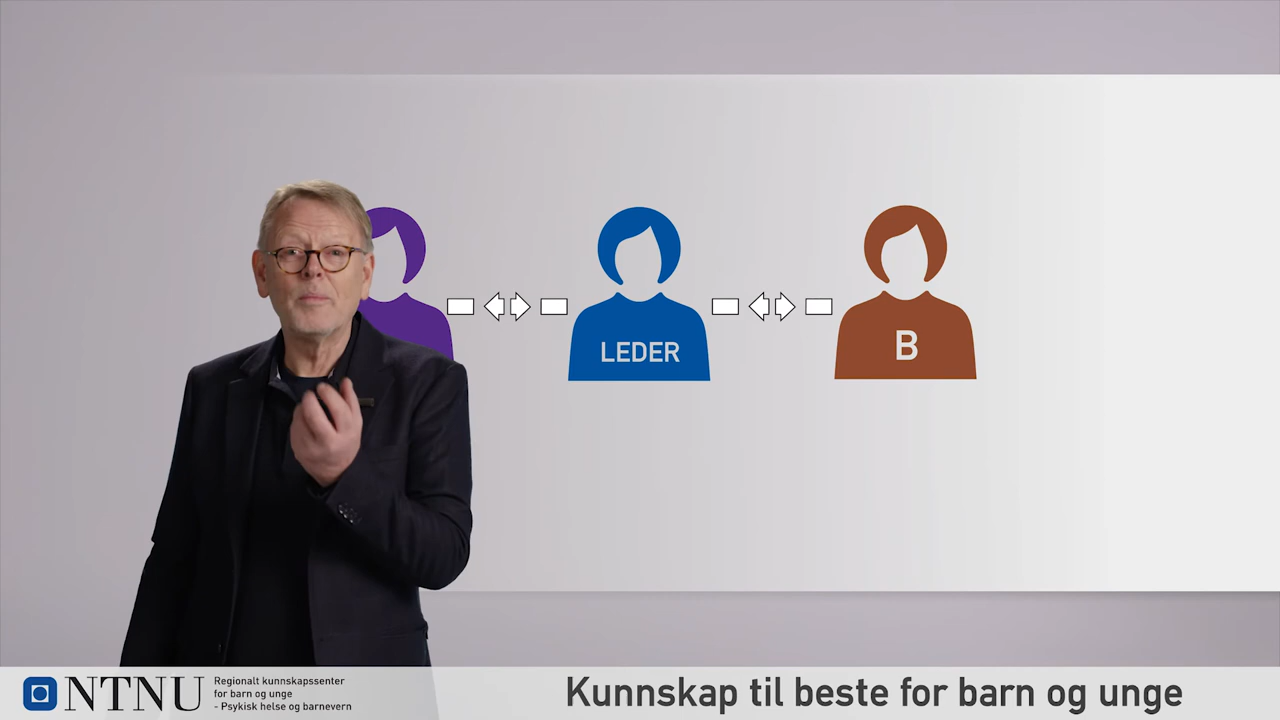 LEDER
B
NTNU
Regionalt kunnskapssenter
for barn og unge
- Psykisk helse og barnevern
Kunnskap til beste for barn og unge